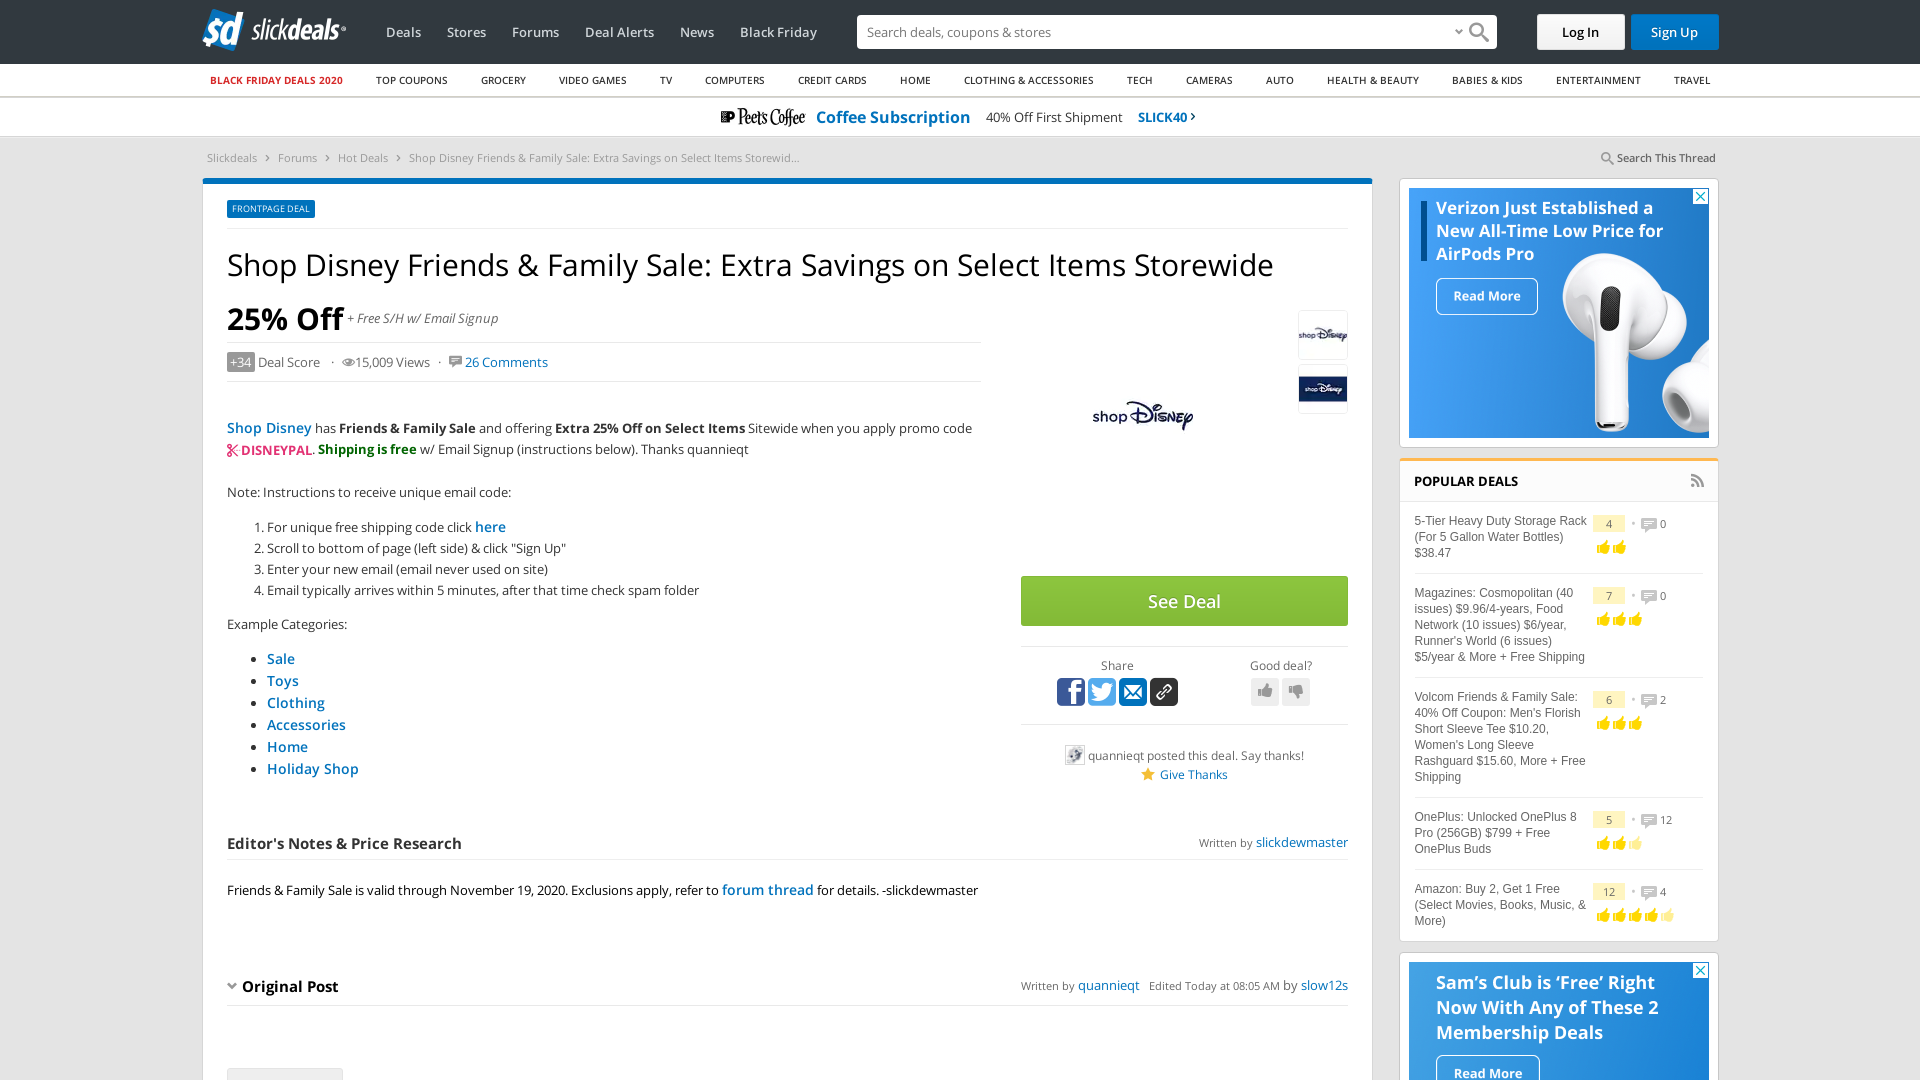 sd slickdeals
Deals Stores Forums Deal Alerts News Black Friday
Search deals, coupons & stores
Log In
Sign Up
BLACK FRIDAY DEALS 2020 TOP COUPONS GROCERY VIDEO GAMES TV COMPUTERS CREDIT CARDS HOME CLOTHING & ACCESSORIES TECH CAMERAS AUTO HEALTH & BEAUTY BABIES & KIDS ENTERTAINMENT TRAVEL
Peet's Coffee Coffee Subscription 40% Off First Shipment SLICK40
Slickdeals Forums Hot Deals Shop Disney Friends & Family Sale: Extra Savings on Select Items Storewid...
Search This Thread
FRONTPAGE DEAL
Shop Disney Friends & Family Sale: Extra Savings on Select Items Storewide
25% Off + Free S/H w/ Email Signup
+34 Deal Score · 15,009 Views · 26 Comments
Shop Disney has Friends & Family Sale and offering Extra 25% Off on Select Items Sitewide when you apply promo code
DISNEYPAL. Shipping is free w/ Email Signup (instructions below). Thanks quannieqt
Note: Instructions to receive unique email code:
1. For unique free shipping code click here
2. Scroll to bottom of page (left side) & click "Sign Up"
3. Enter your new email (email never used on site)
4. Email typically arrives within 5 minutes, after that time check spam folder
Example Categories:
Sale
Toys
Clothing
Accessories
Home
Holiday Shop
shop Disney
shop Disney
shop Disney
See Deal
Share
Good deal?
quannieqt posted this deal. Say thanks!
Give Thanks
Editor's Notes & Price Research
Written by slickdewmaster
Friends & Family Sale is valid through November 19, 2020. Exclusions apply, refer to forum thread for details. -slickdewmaster
Original Post
Written by quannieqt Edited Today at 08:05 AM by slow12s
Verizon Just Established a
New All-Time Low Price for
AirPods Pro
Read More
POPULAR DEALS
5-Tier Heavy Duty Storage Rack
(For 5 Gallon Water Bottles)
$38.47
4 • 0
Magazines: Cosmopolitan (40
issues) $9.96/4-years, Food
Network (10 issues) $6/year,
Runner's World (6 issues)
$5/year & More + Free Shipping
7 • 0
Volcom Friends & Family Sale:
40% Off Coupon: Men's Florish
Short Sleeve Tee $10.20,
Women's Long Sleeve
Rashguard $15.60, More + Free
Shipping
6 • 2
OnePlus: Unlocked OnePlus 8
Pro (256GB) $799 + Free
OnePlus Buds
5 • 12
Amazon: Buy 2, Get 1 Free
(Select Movies, Books, Music, &
More)
12 • 4
Sam's Club is ‘Free’ Right
Now With Any of These 2
Membership Deals
Read More